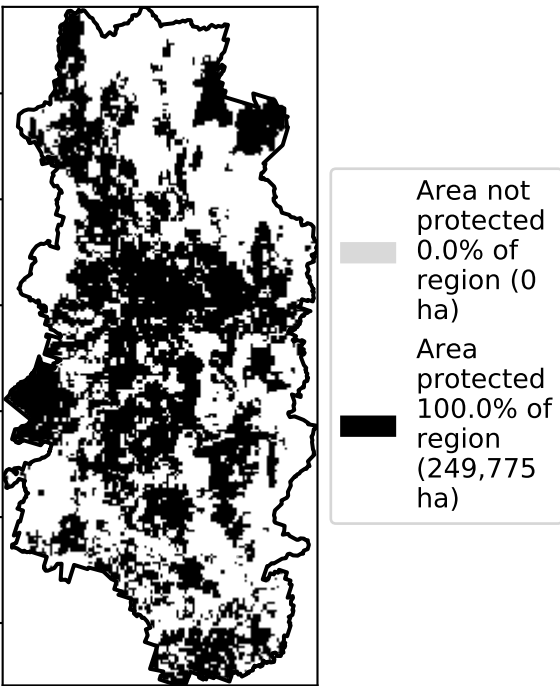 Area not
protected
0.0% of
region (0
ha)
Area
protected
100.0% of
region
(249,775
ha)